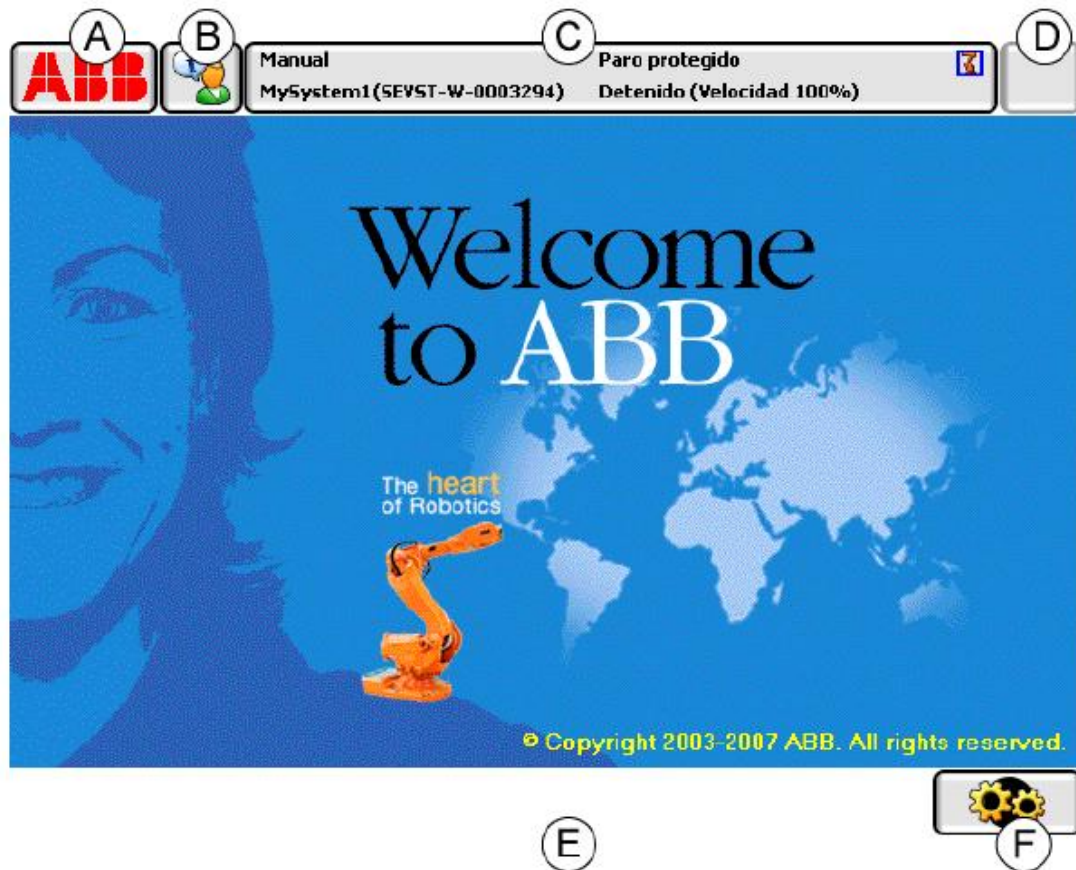 A
B
C
D
ABB
Manual
Paro protegido
MySystem1 (SEVST-W-0003294)
Detenido (Velocidad 100%)
Welcome
to ABB
The heart
of Robotics
© Copyright 2003-2007 ABB. All rights reserved.
E
F